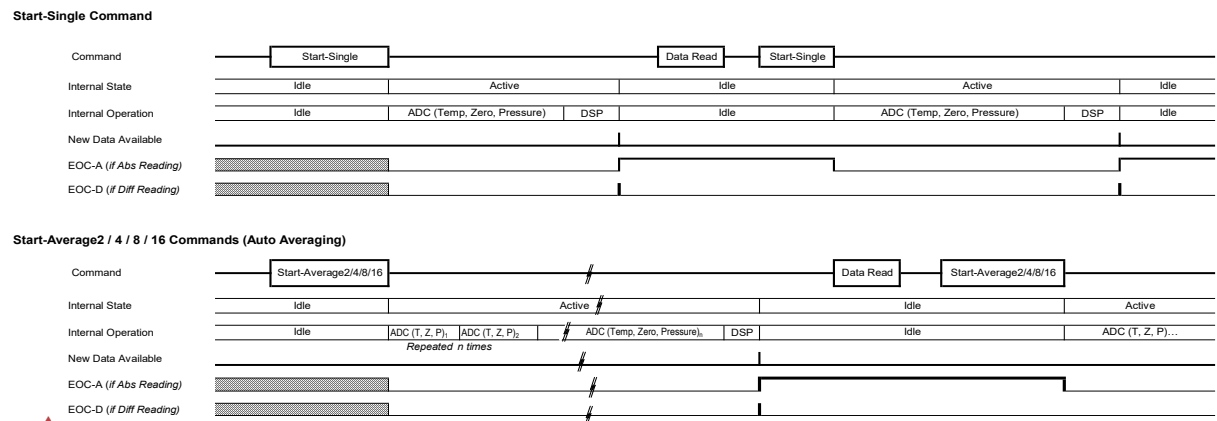 Start-Single Command
Command Start-Single Data Read Start-Single
Internal State Idle Active Idle Active Idle
Internal Operation Idle ADC (Temp, Zero, Pressure) DSP Idle ADC (Temp, Zero, Pressure) DSP Idle
New Data Available
EOC-A (if Abs Reading)
EOC-D (if Diff Reading)
Start-Average2 / 4 / 8 / 16 Commands (Auto Averaging)
Command Start-Average2/4/8/16 Data Read Start-Average2/4/8/16
Internal State Idle Active Idle Active
Internal Operation Idle ADC (T, Z, P)1 ADC (T, Z, P)2 ADC (Temp, Zero, Pressure)n DSP Idle ADC (T, Z, P)…
Repeated n times
New Data Available
EOC-A (if Abs Reading)
EOC-D (if Diff Reading)